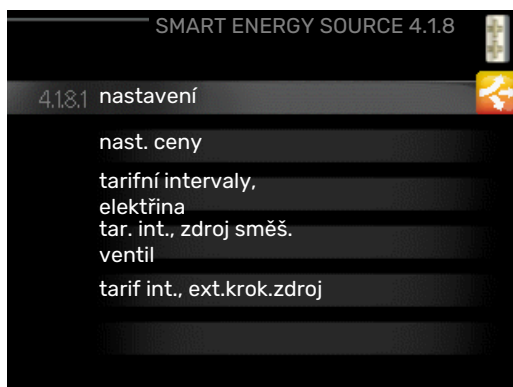 SMART ENERGY SOURCE 4.1.8
4.1.8.1 nastavení
nast. ceny
tarifní intervaly,
elektřina
tar. int., zdroj směš.
ventil
tarif int., ext.krok.zdroj